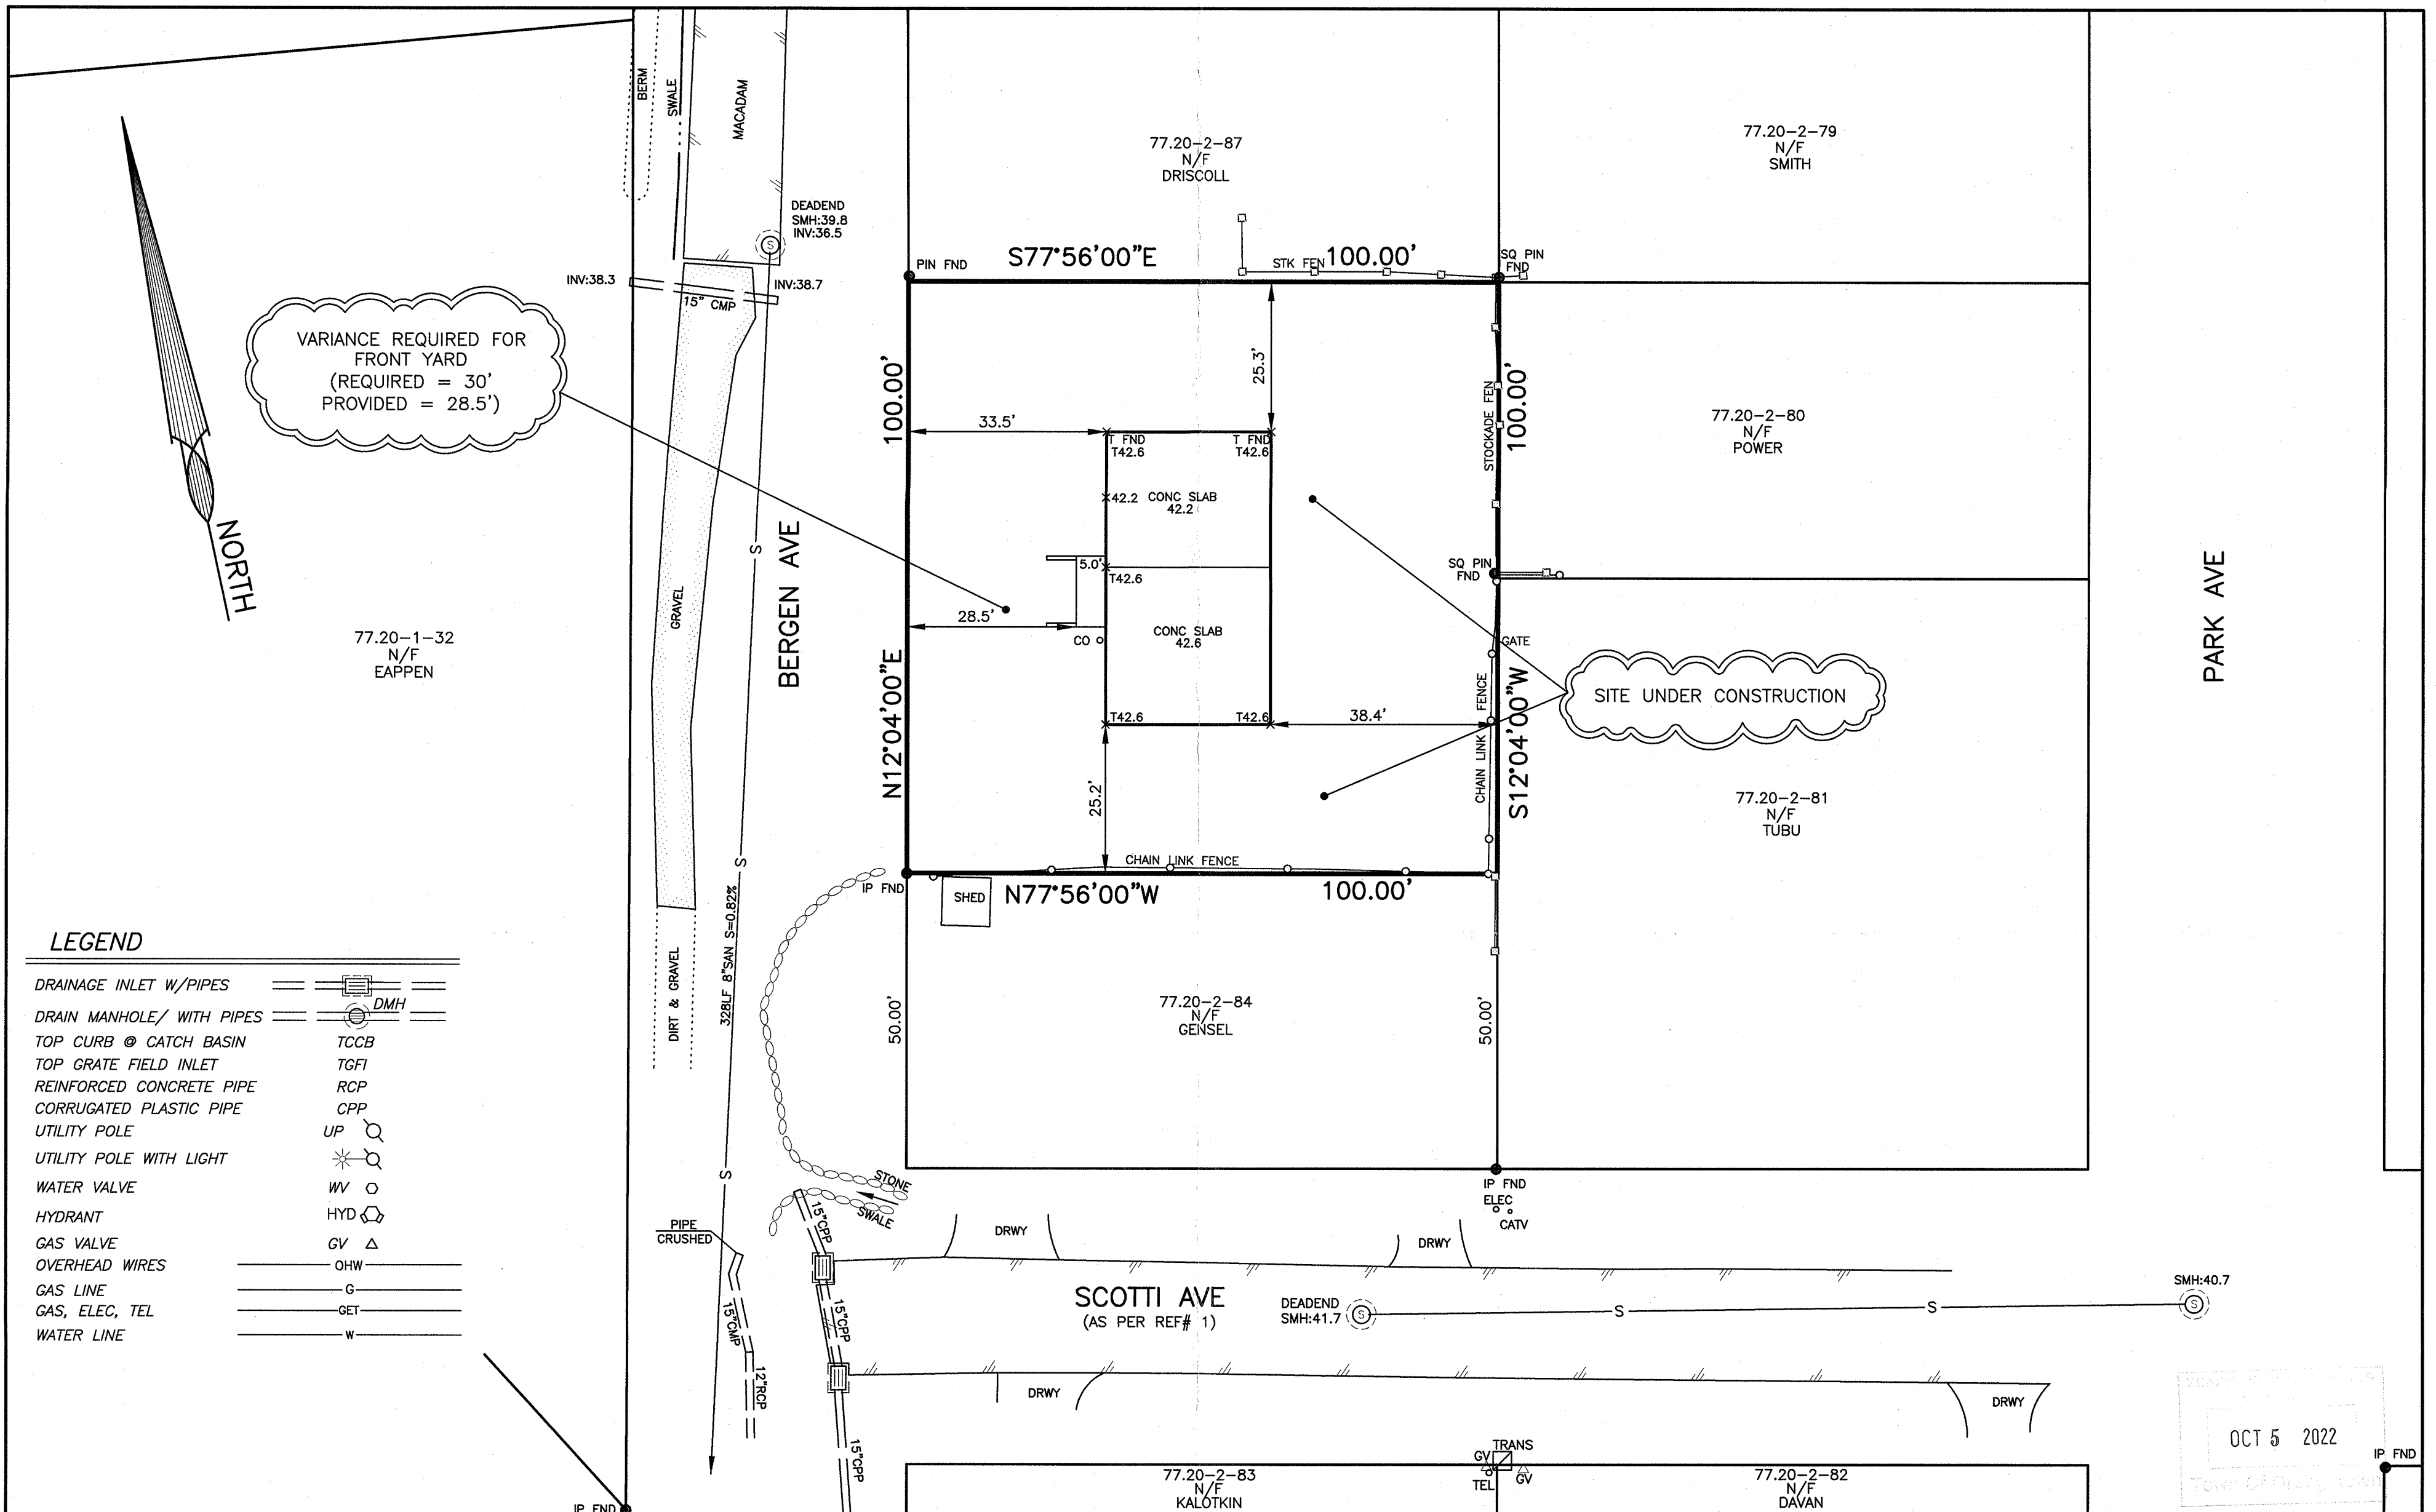 BERM
SWALE
MACADAM
77.20-2-87
N/F
DRISCOLL
77.20-2-79
N/F
SMITH
DEADEND
SMH:39.8
INV:36.5
PIN FND
S77°56'00"E
STK FEN
100.00'
SQ PIN
FND
INV:38.3
INV:38.7
15" CMP
VARIANCE REQUIRED FOR
FRONT YARD
(REQUIRED = 30'
PROVIDED = 28.5')
100.00'
N12°04'00"E
33.5'
25.3'
T FND
T42.6
T FND
T42.6
42.2
CONC SLAB
42.2
STOCKADE FEN
100.00'
77.20-2-80
N/F
POWER
NORTH
77.20-1-32
N/F
EAPPEN
GRAVEL
S
BERGEN AVE
5.0'
T42.6
28.5'
CO
CONC SLAB
42.6
SQ PIN
FND
GATE
CHAIN LINK FENCE
S12°04'00"W
SITE UNDER CONSTRUCTION
PARK AVE
T42.6
T42.6
38.4'
25.2'
77.20-2-81
N/F
TUBU
S
CHAIN LINK FENCE
IP FND
SHED
N77°56'00"W
100.00'
328LF 8"SAN S=0.82%
DIRT & GRAVEL
50.00'
77.20-2-84
N/F
GENSEL
50.00'
LEGEND
DRAINAGE INLET W/PIPES
DRAIN MANHOLE/ WITH PIPES DMH
TOP CURB @ CATCH BASIN TCCB
TOP GRATE FIELD INLET TGFI
REINFORCED CONCRETE PIPE RCP
CORRUGATED PLASTIC PIPE CPP
UTILITY POLE UP
UTILITY POLE WITH LIGHT
WATER VALVE WV
HYDRANT HYD
GAS VALVE GV
OVERHEAD WIRES OHW
GAS LINE G
GAS, ELEC, TEL GET
WATER LINE W
S
STONE
SWALE
PIPE
CRUSHED
15"CPP
15"CMP
15"CPP
12"RCP
15"CPP
IP FND
ELEC
CATV
DRWY
DRWY
SCOTTI AVE
(AS PER REF# 1)
DEADEND
SMH:41.7
S
S
S
SMH:40.7
S
DRWY
DRWY
OCT 5 2022
IP FND
77.20-2-83
N/F
KALOTKIN
GV
TRANS
TEL
GV
77.20-2-82
N/F
DAVAN
IP FND